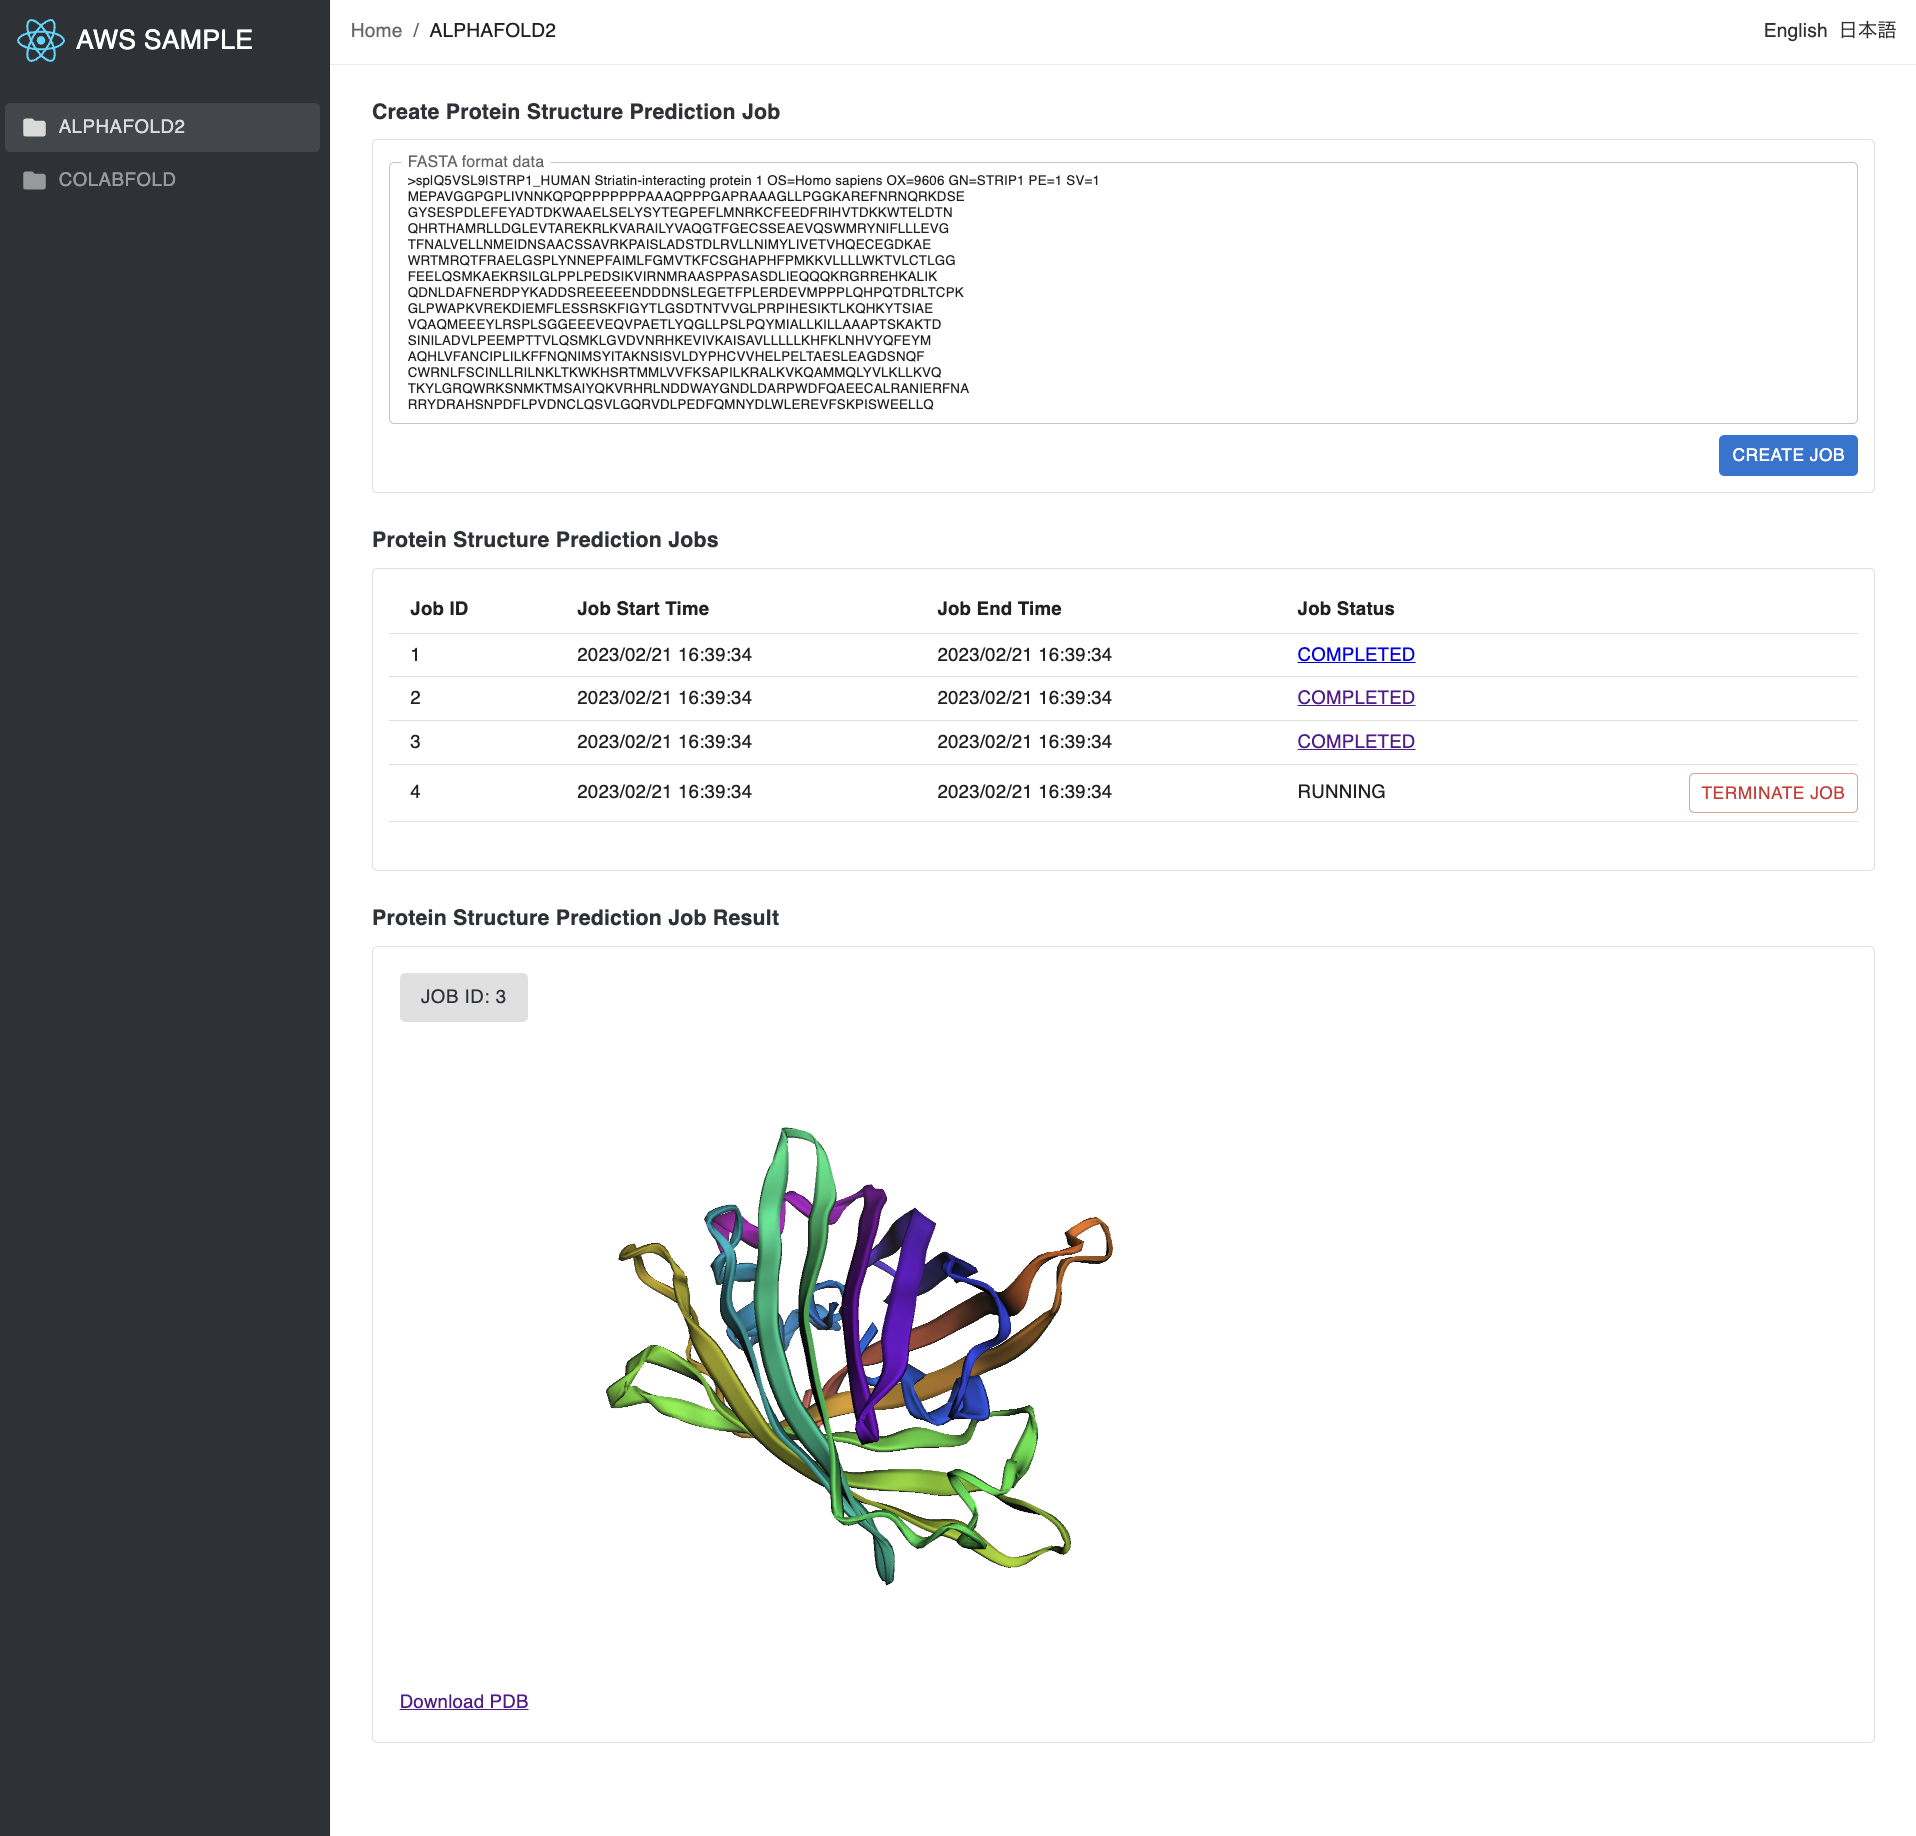 AWS SAMPLE
ALPHAFOLD2
COLABFOLD
Home / ALPHAFOLD2
English 日本語
Create Protein Structure Prediction Job
FASTA format data
>sp|Q5VSL9|STRP1_HUMAN Striatin-interacting protein 1 OS=Homo sapiens OX=9606 GN=STRIP1 PE=1 SV=1
MEPAVGGPGPLIVNNKQPQPPPPPPPAAAQPPPGAPRAAAGLLPGGKAREFNRNQRKDSE
GYSESPDLEFEYADTDKWAAELSELYSYTEGPEFLMNRKCFEEDFRIHVTDKKWTELDTN
QHRTHAMRLLDGLEVTAREKRLKVARAILYVAQGTFGECSSEAEVQSWMRYNIFLLLEVG
TFNALVELLNMEIDNSAACSSAVRKPAISLADSTDLRVLLNIMYLIVETVHQECEGDKAE
WRTMRQTFRAELGSPLYNNEPFAIMLFGMVTKFCSGHAPHFPMKKVLLLLWKTVLCTLGG
FEELQSMKAEKRSILGLPPLPEDSIKVIRNMRAASPPASASDLIEQQQKRGRREHKALIK
QDNLDAFNERDPYKADDSREEEEENDDDNSLEGETFPLERDEVMPPPLQHPQTDRLTCPK
GLPWAPKVREKDIEMFLESSRSKFIGYTLGSDTNTVVGLPRPIHESIKTLKQHKYTSIAE
VQAQMEEEYLRSPLSGGEEEVEQVPAETLYQGLLPSLPQYMIALLKILLAAAPTSKAKTD
SINILADVLPEEMPTTVLQSMKLGVDVNRHKEVIVKAISAVLLLLLKHFKLNHVYQFEYM
AQHLVFANCIPLILKFFNQNIMSYITAKNSISVLDYPHCVVHELPELTAESLEAGDSNQF
CWRNLFSCINLLRILNKLTKWKHSRTMMLVVFKSAPILKRALKVKQAMMQLYVLKLLKVQ
TKYLGRQWRKSNMKTMSAIYQKVRHRLNDDWAYGNDLDARPWDFQAEECALRANIERFNA
RRYDRAHSNPDFLPVDNCLQSVLGQRVDLPEDFQMNYDLWLEREVFSKPISWEELLQ
CREATE JOB
Protein Structure Prediction Jobs
Job ID Job Start Time Job End Time Job Status
1 2023/02/21 16:39:34 2023/02/21 16:39:34 COMPLETED
2 2023/02/21 16:39:34 2023/02/21 16:39:34 COMPLETED
3 2023/02/21 16:39:34 2023/02/21 16:39:34 COMPLETED
4 2023/02/21 16:39:34 2023/02/21 16:39:34 RUNNING TERMINATE JOB
Protein Structure Prediction Job Result
JOB ID: 3
Download PDB